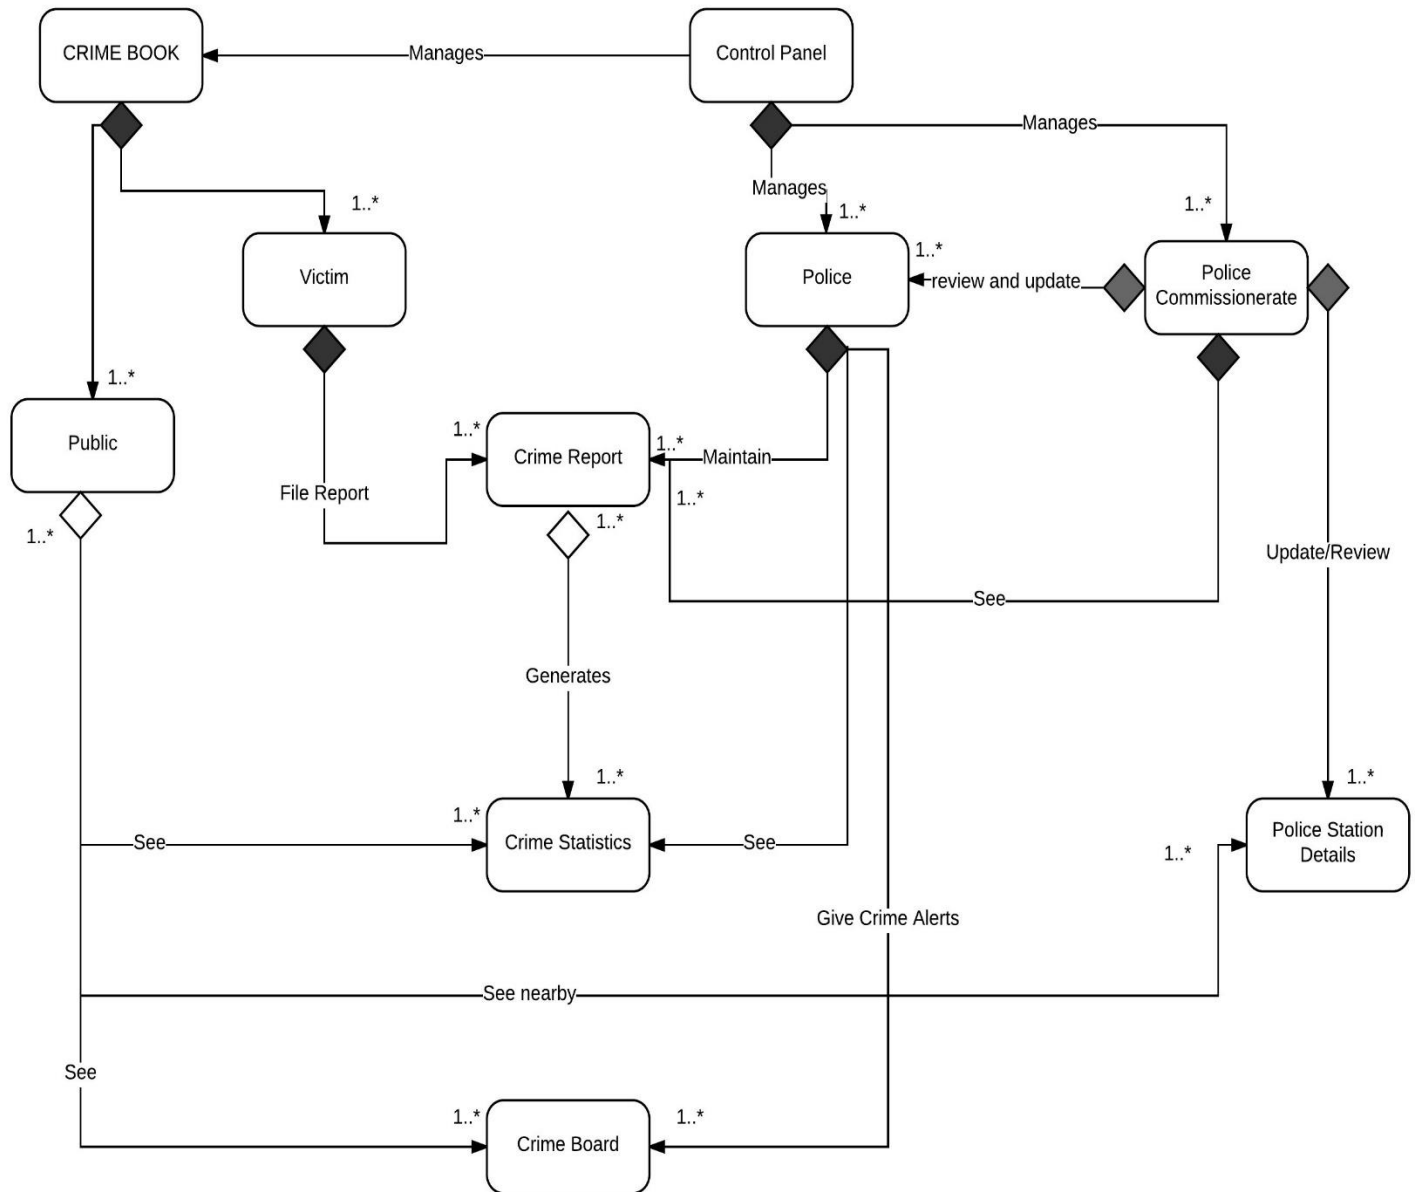 CRIME BOOK
Manages
Control Panel
Manages
Manages
1..*
1..*
1..*
Victim
Police
1..*
review and update
Police
Commissionerate
1..*
Public
1..*
Crime Report
1..*
Maintain
1..*
File Report
1..*
1..*
Update/Review
See
Generates
1..*
1..*
1..*
See
Crime Statistics
See
Police Station
Details
1..*
Give Crime Alerts
See nearby
See
1..*
1..*
Crime Board